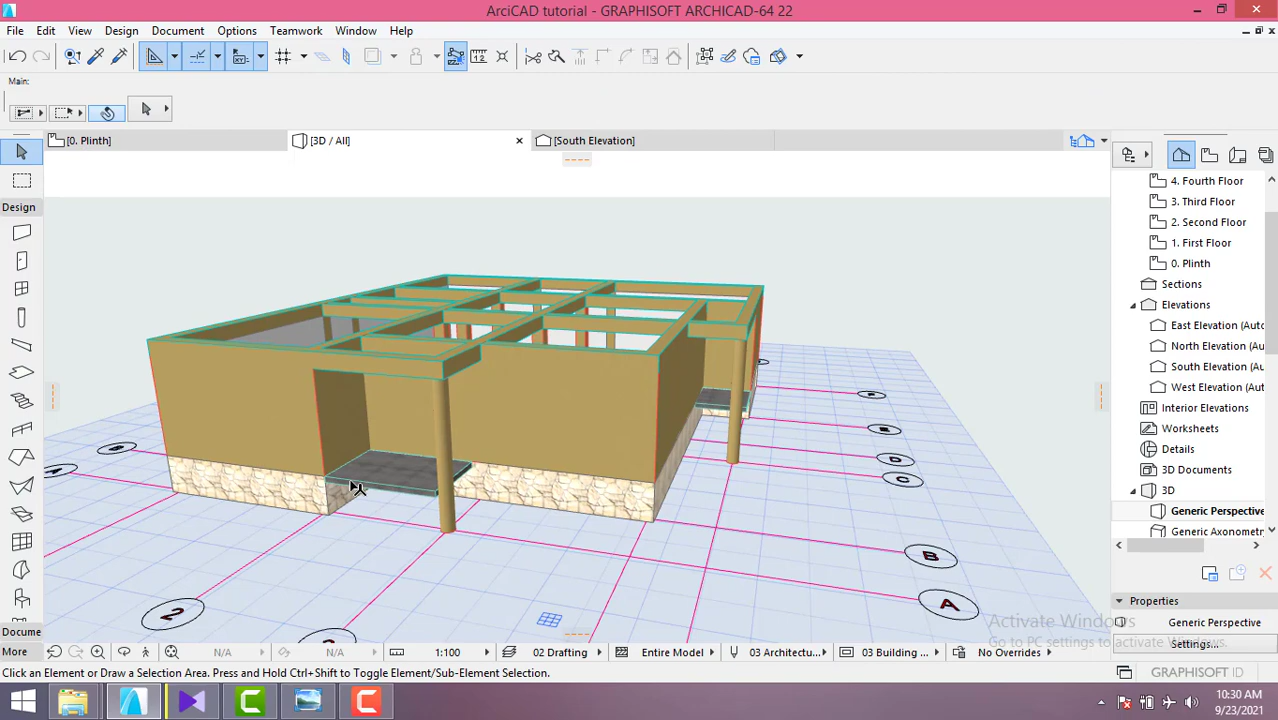 ArciCAD tutorial - GRAPHISOFT ARCHICAD-64 22
File Edit View Design Document Options Teamwork Window Help
Main:
[0. Plinth] [3D / All] [South Elevation]
Design
4. Fourth Floor
3. Third Floor
2. Second Floor
1. First Floor
0. Plinth
Sections
Elevations
East Elevation (Auto
North Elevation (Aut
South Elevation (Aut
West Elevation (Aut
Interior Elevations
Worksheets
Details
3D Documents
3D
Generic Perspective
Generic Axonometr
C
B
A
2
Properties
Generic Perspective
Settings...
Activate Windows
Go to PC settings to activate Windows.
Docume
More
N/A N/A 1:100 02 Drafting Entire Model 03 Architectu... 03 Building ... No Overrides
Click an Element or Draw a Selection Area. Press and Hold Ctrl+Shift to Toggle Element/Sub-Element Selection.
GRAPHISOFT ID
10:30 AM
9/23/2021